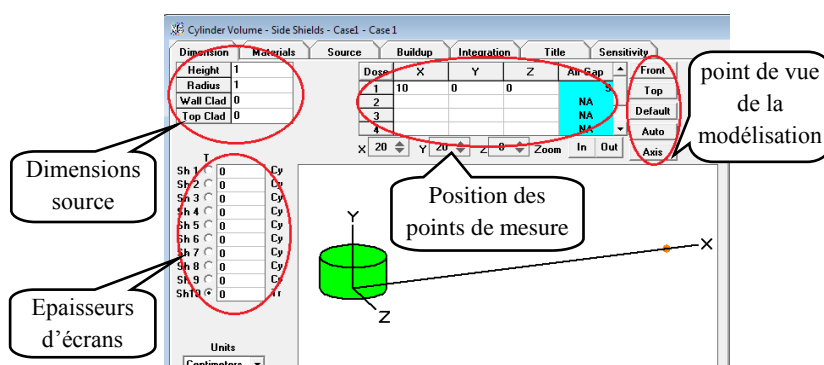 Cylinder Volume - Side Shields - Case1 - Case 1
Dimension Materials Source Buildup Integration Title Sensitivity
Height 1
Radius 1
Wall Clad 0
Top Clad 0
Dose X Y Z Air Gap
1 10 0 0 5
2 NA
3 NA
4 NA
X 20 Y 20 Z 8 Zoom In Out
Front
Top
Default
Auto
Axis
point de vue
de la
modélisation
Dimensions
source
Position des
points de mesure
T
Sh 1 0 Cy
Sh 2 0 Cy
Sh 3 0 Cy
Sh 4 0 Cy
Sh 5 0 Cy
Sh 6 0 Cy
Sh 7 0 Cy
Sh 8 0 Cy
Sh 9 0 Cy
Sh10 0 Tr
Epaisseurs
d'écrans
Y
X
Z
Units
Centimeters